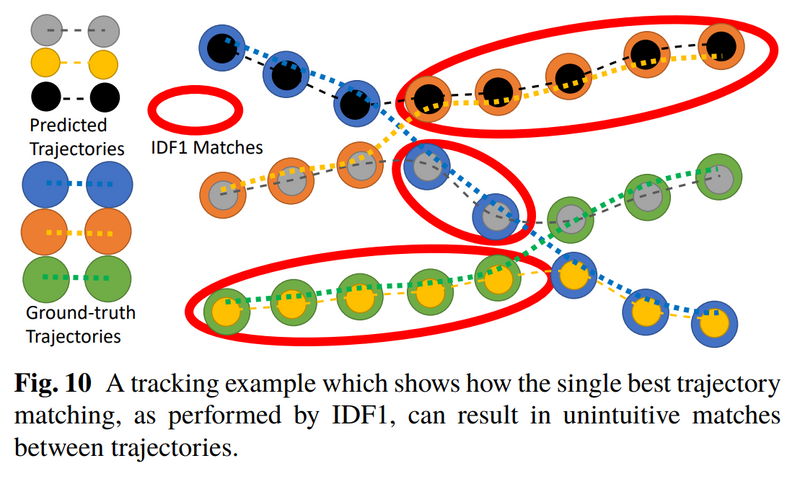 Predicted
Trajectories
IDF1 Matches
Ground-truth
Trajectories
Fig. 10 A tracking example which shows how the single best trajectory
matching, as performed by IDF1, can result in unintuitive matches
between trajectories.